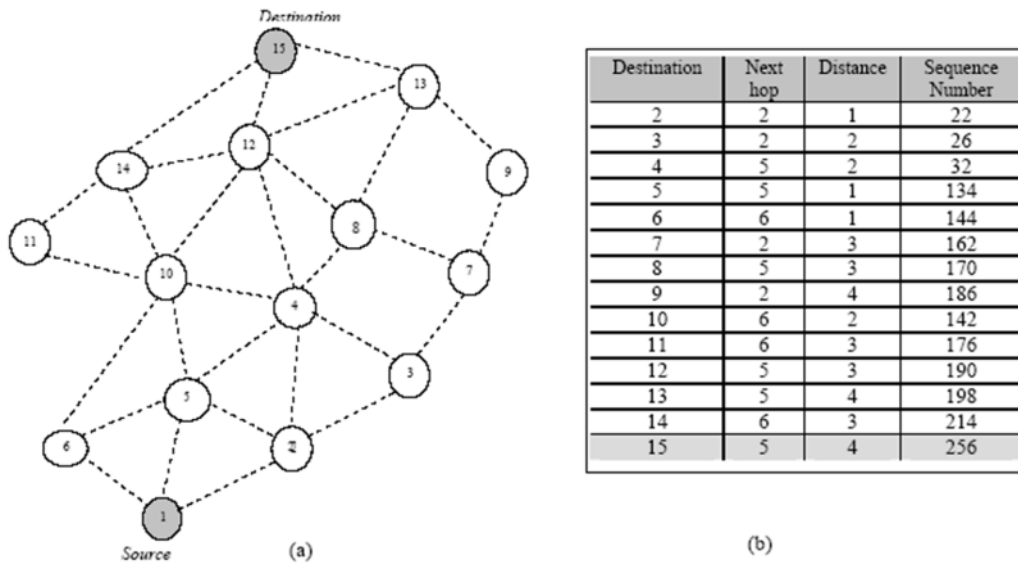 Destination
15
13
12
14
9
8
11
10
7
4
3
5
6
2
1
Source
(a)
Destination Next hop Distance Sequence Number
2 2 1 22
3 2 2 26
4 5 2 32
5 5 1 134
6 6 1 144
7 2 3 162
8 5 3 170
9 2 4 186
10 6 2 142
11 6 3 176
12 5 3 190
13 5 4 198
14 6 3 214
15 5 4 256
(b)